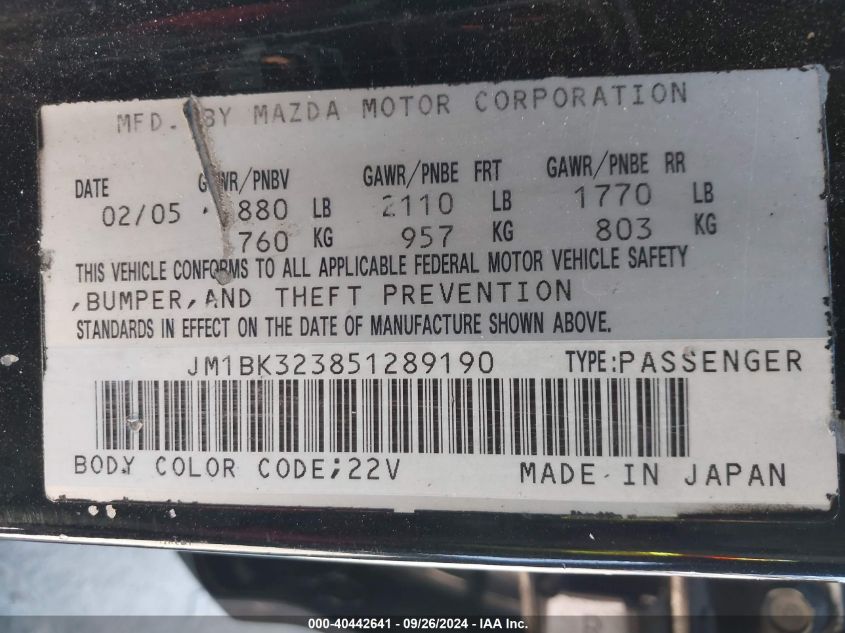 MFD. BY MAZDA MOTOR CORPORATION
DATE GAWR/PNBV GAWR/PNBE FRT GAWR/PNBE RR
02/05 880 LB 2110 LB 1770 LB
760 KG 957 KG 803 KG
THIS VEHICLE CONFORMS TO ALL APPLICABLE FEDERAL MOTOR VEHICLE SAFETY
,BUMPER,AND THEFT PREVENTION
STANDARDS IN EFFECT ON THE DATE OF MANUFACTURE SHOWN ABOVE.
JM1BK323851289190 TYPE:PASSENGER
BODY COLOR CODE;22V MADE IN JAPAN
000-40442641 / 09/26/2024 / IAA Inc.